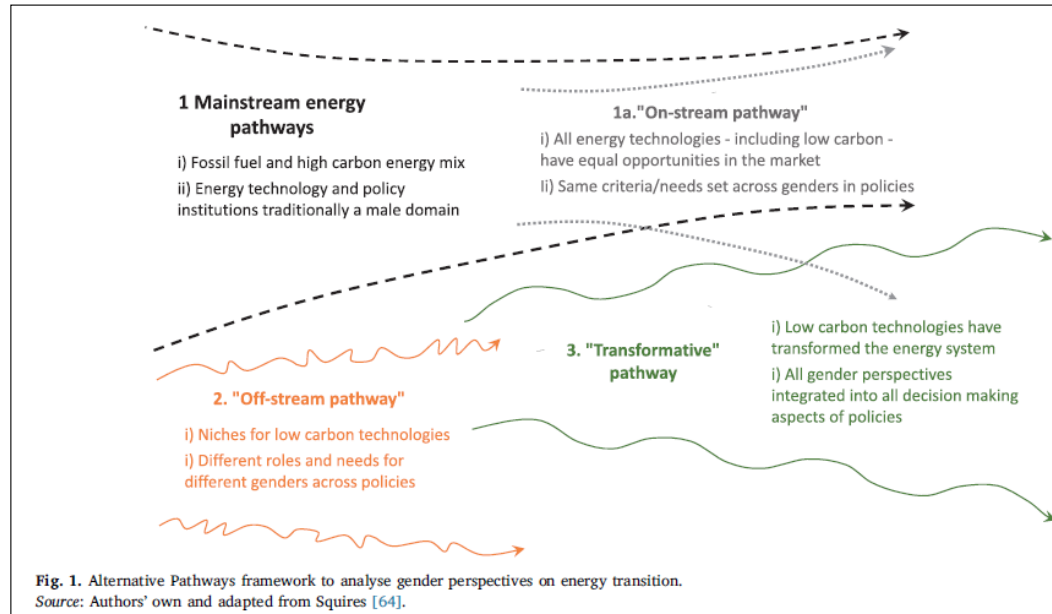 1 Mainstream energy
pathways
i) Fossil fuel and high carbon energy mix
ii) Energy technology and policy
institutions traditionally a male domain
1a."On-stream pathway"
i) All energy technologies - including low carbon -
have equal opportunities in the market
Ii) Same criteria/needs set across genders in policies
2. "Off-stream pathway"
i) Niches for low carbon technologies
i) Different roles and needs for
different genders across policies
3. "Transformative"
pathway
i) Low carbon technologies have
transformed the energy system
i) All gender perspectives
integrated into all decision making
aspects of policies
Fig. 1. Alternative Pathways framework to analyse gender perspectives on energy transition.
Source: Authors' own and adapted from Squires [64].